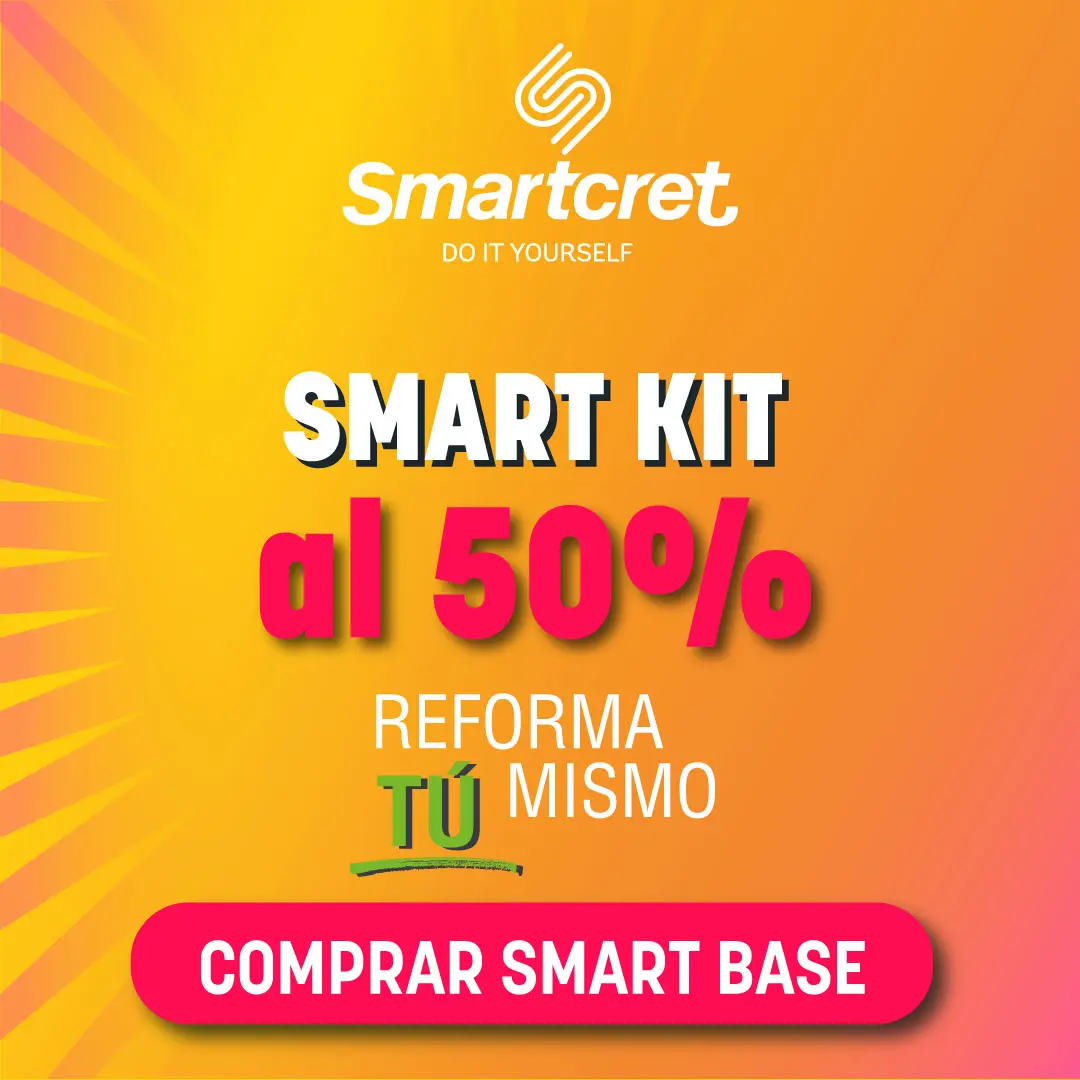 Smartcret
DO IT YOURSELF
SMART KIT
al 50%
REFORMA
TÚ MISMO
COMPRAR SMART BASE